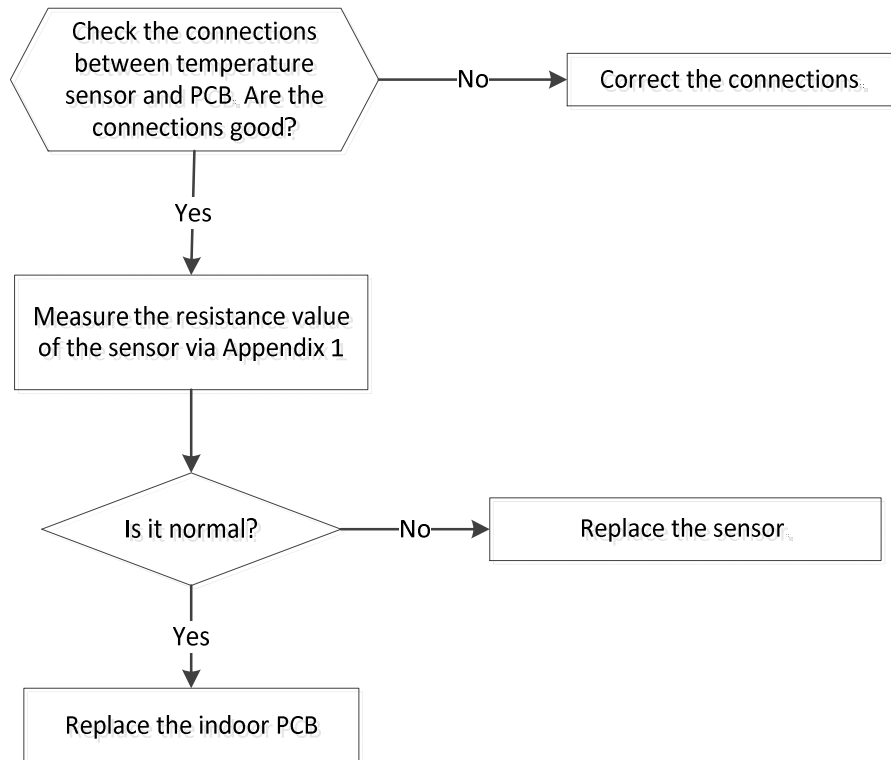 Check the connections
between temperature
sensor and PCB. Are the
connections good?
No
Correct the connections.
Yes
Measure the resistance value
of the sensor via Appendix 1
Is it normal?
No
Replace the sensor.
Yes
Replace the indoor PCB